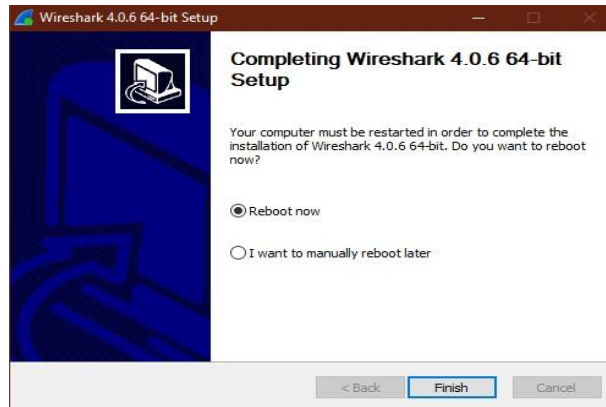 Wireshark 4.0.6 64-bit Setup
Completing Wireshark 4.0.6 64-bit
Setup
Your computer must be restarted in order to complete the
installation of Wireshark 4.0.6 64-bit. Do you want to reboot
now?
Reboot now
I want to manually reboot later
< Back Finish Cancel